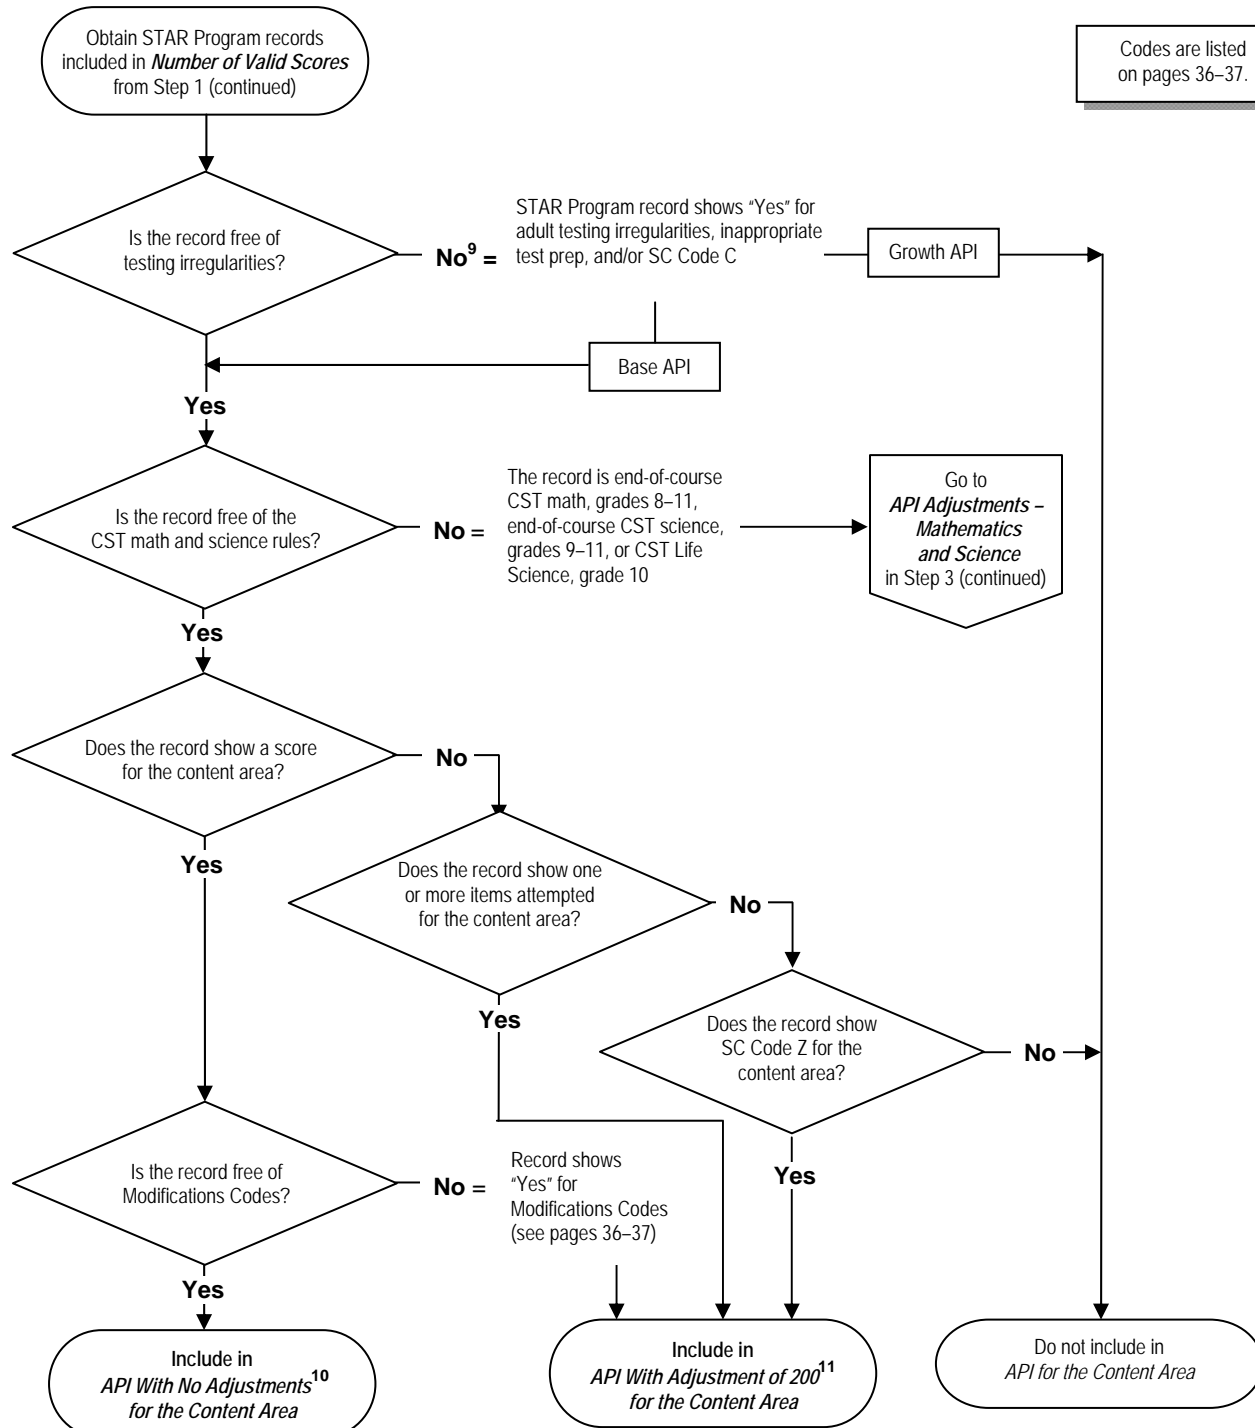 Obtain STAR Program records
included in Number of Valid Scores
from Step 1 (continued)
Codes are listed
on pages 36–37.
Is the record free of
testing irregularities?
No9 =
STAR Program record shows “Yes” for
adult testing irregularities, inappropriate
test prep, and/or SC Code C
Growth API
Base API
Yes
Is the record free of the
CST math and science rules?
No =
The record is end-of-course
CST math, grades 8–11,
end-of-course CST science,
grades 9–11, or CST Life
Science, grade 10
Go to
API Adjustments –
Mathematics
and Science
in Step 3 (continued)
Yes
Does the record show a score
for the content area?
No
Yes
Does the record show one
or more items attempted
for the content area?
No
Yes
Does the record show
SC Code Z for the
content area?
No
Yes
Is the record free of
Modifications Codes?
No =
Record shows
“Yes” for
Modifications Codes
(see pages 36–37)
Yes
Include in
API With No Adjustments10
for the Content Area
Include in
API With Adjustment of 20011
for the Content Area
Do not include in
API for the Content Area